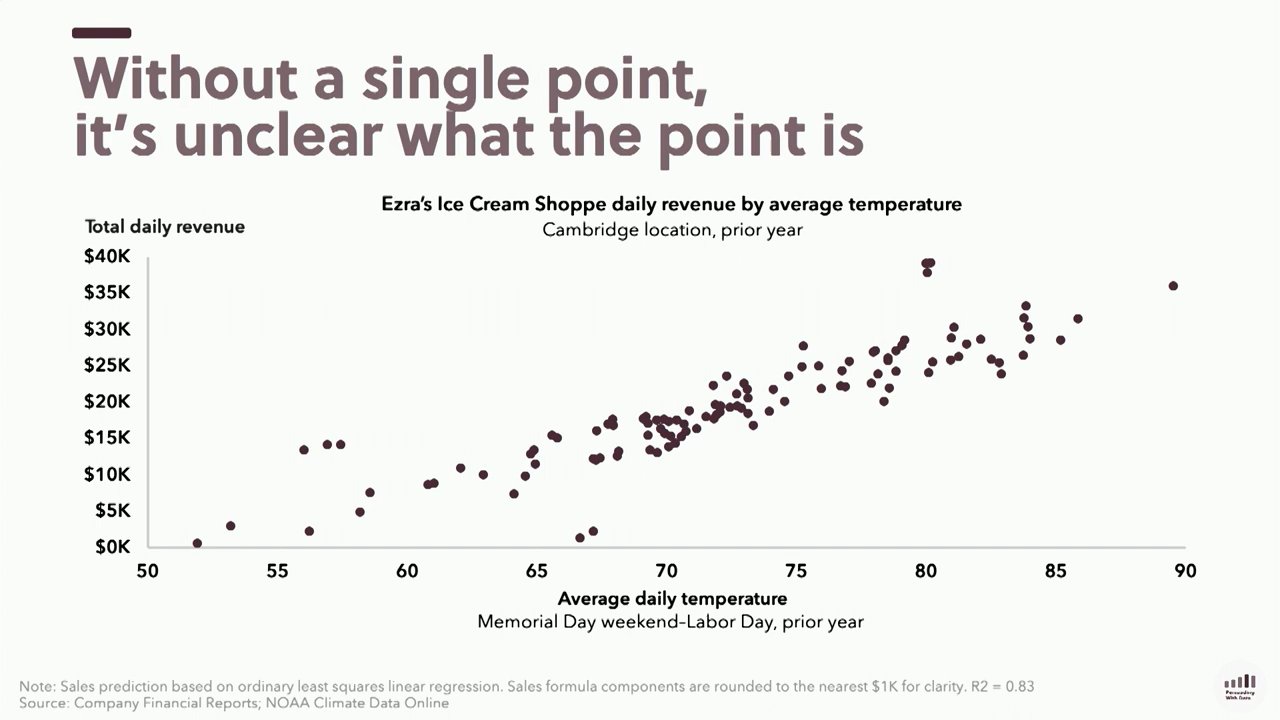 Without a single point,
it's unclear what the point is
Ezra's Ice Cream Shoppe daily revenue by average temperature
Cambridge location, prior year
Total daily revenue
$40K
$35K
$30K
$25K
$20K
$15K
$10K
$5K
$0K
50 55 60 65 70 75 80 85 90
Average daily temperature
Memorial Day weekend–Labor Day, prior year
Note: Sales prediction based on ordinary least squares linear regression. Sales formula components are rounded to the nearest $1K for clarity. R2 = 0.83
Source: Company Financial Reports; NOAA Climate Data Online
Persuading
With Data